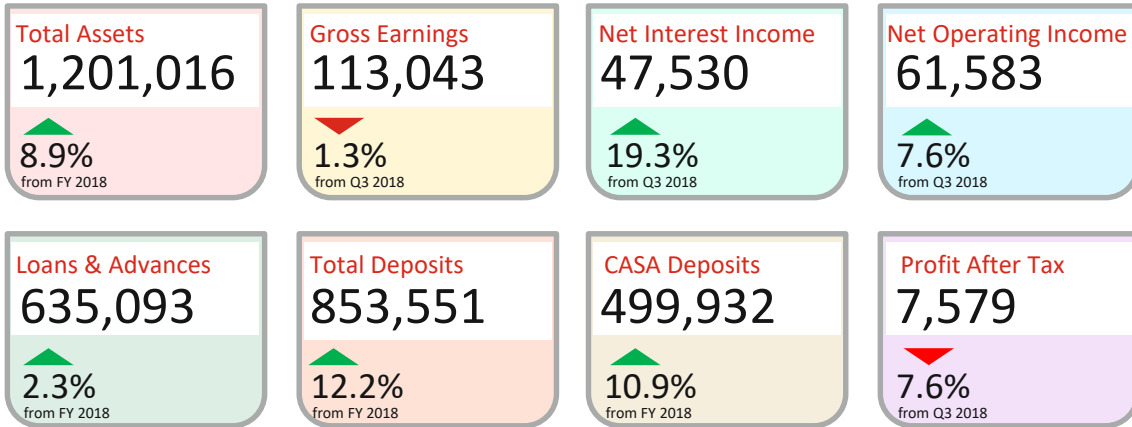 Total Assets
1,201,016
8.9%
from FY 2018
Gross Earnings
113,043
1.3%
from Q3 2018
Net Interest Income
47,530
19.3%
from Q3 2018
Net Operating Income
61,583
7.6%
from Q3 2018
Loans & Advances
635,093
2.3%
from FY 2018
Total Deposits
853,551
12.2%
from FY 2018
CASA Deposits
499,932
10.9%
from FY 2018
Profit After Tax
7,579
7.6%
from Q3 2018